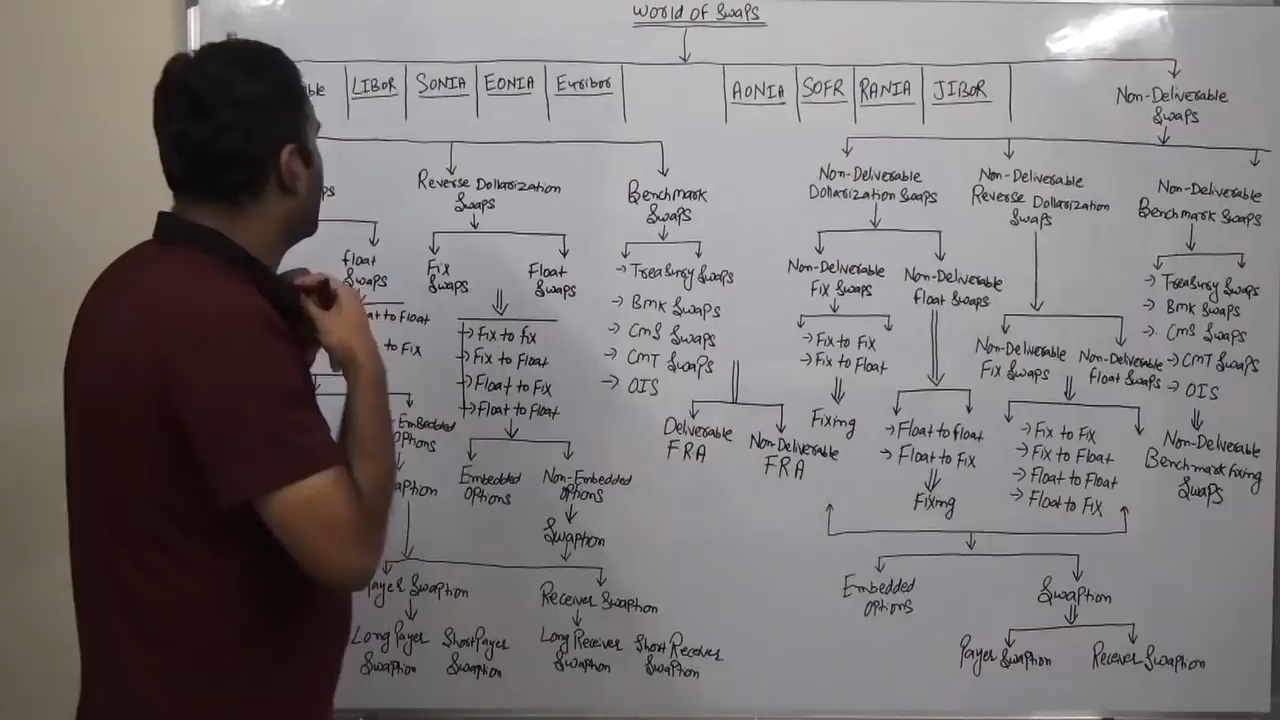 World of Swaps
LIBOR
SONIA
EONIA
Euribor
AONIA
SOFR
RANIA
JIBOR
Non-Deliverable
Swaps
Reverse Dollarization
Swaps
Fix
Swaps
Float
Swaps
→ Fix to fix
→ Fix to Float
→ Float to Fix
→ Float to Float
Embedded
Options
Non-Embedded
Options
Swaption
Float
Swaps
to Float
to Fix
Embedded
Options
Payer Swaption
Receiver Swaption
Long Payer
Swaption
Short Payer
Swaption
Long Receiver
Swaption
Short Receiver
Swaption
Benchmark
Swaps
→ Treasury Swaps
→ Bmk Swaps
→ CmS Swaps
→ CMT Swaps
→ OIS
Deliverable
FRA
Non-Deliverable
FRA
Non-Deliverable
Dollarization Swaps
Non-Deliverable
Fix Swaps
→ Fix to Fix
→ Fix to Float
Fixing
Non-Deliverable
Float Swaps
→ Float to float
→ Float to Fix
Fixing
Non-Deliverable
Reverse Dollarization
Swaps
Non-Deliverable
Fix Swaps
Non-Deliverable
Float Swaps
→ Fix to Fix
→ Fix to Float
→ Float to Float
→ Float to Fix
Non-Deliverable
Benchmark Swaps
→ Treasury Swaps
→ Bmk Swaps
→ CmS Swaps
→ CMT Swaps
→ OIS
Non-Deliverable
Benchmark Fixing
Swaps
Embedded
Options
Swaption
Payer Swaption
Receiver Swaption